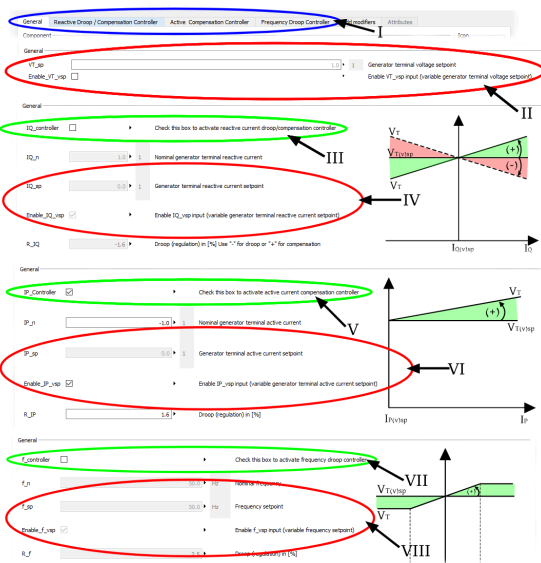 General Reactive Droop / Compensation Controller Active Compensation Controller Frequency Droop Controller modifiers Attributes
I
Component Icon
General
VT_sp 1.0 1 Generator terminal voltage setpoint
Enable_VT_vsp Enable VT_vsp input (variable generator terminal voltage setpoint)
II
General
IQ_controller Check this box to activate reactive current droop/compensation controller
III
IQ_n 1.0 1 Nominal generator terminal reactive current
IQ_sp 0.0 1 Generator terminal reactive current setpoint
IV
Enable_IQ_vsp Enable IQ_vsp input (variable generator terminal reactive current setpoint)
R_IQ -1.6 Droop (regulation) in [%] Use "-" for droop or "+" for compensation
VT
VT(v)sp
VT
(+)
(-)
IQ(v)sp IQ
General
IP_Controller Check this box to activate active current compensation controller
V
IP_n -1.0 1 Nominal generator terminal active current
IP_sp 0.0 1 Generator terminal active current setpoint
VI
Enable_IP_vsp Enable IP_vsp input (variable generator terminal active current setpoint)
R_IP 1.6 Droop (regulation) in [%]
VT
(+)
VT(v)sp
IP(v)sp IP
General
f_controller Check this box to activate frequency droop controller
VII
f_n 50.0 Hz Nominal frequency
f_sp 50.0 Hz Frequency setpoint
Enable_f_vsp Enable f_vsp input (variable frequency setpoint)
VIII
R_f 2.5 Droop (regulation) in [%]
VT(v)sp
VT
(+)